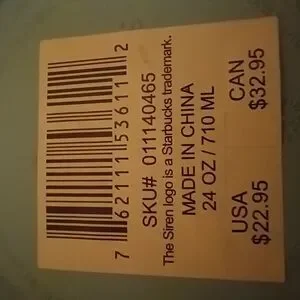 7 62111 53611 2
SKU# 011140465
The Siren logo is a Starbucks trademark.
MADE IN CHINA
24 OZ / 710 ML
USA CAN
$22.95 $32.95